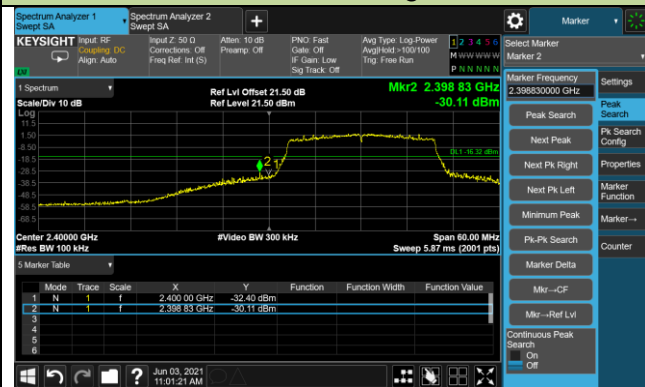 Spectrum Analyzer 1
Swept SA
Spectrum Analyzer 2
Swept SA
+
Marker
KEYSIGHT
Input: RF
Coupling: DC
Align: Auto
Input Z: 50 Ω
Corrections: Off
Freq Ref: Int (S)
Atten: 10 dB
Preamp: Off
PNO: Fast
Gate: Off
IF Gain: Low
Sig Track: Off
Avg Type: Log-Power
Avg|Hold:>100/100
Trig: Free Run
1 2 3 4 5 6
M W W W W W
P N N N N N
Select Marker
Marker 2
1 Spectrum
Scale/Div 10 dB
Ref Lvl Offset 21.50 dB
Ref Level 21.50 dBm
Mkr2 2.398 83 GHz
-30.11 dBm
Log
11.5
1.50
-8.50
-18.5
-28.5
-38.5
-48.5
-58.5
-68.5
DL1 -16.32 dBm
2 1
Center 2.40000 GHz
#Res BW 100 kHz
#Video BW 300 kHz
Span 60.00 MHz
Sweep 5.87 ms (2001 pts)
5 Marker Table
Mode Trace Scale X Y Function Function Width Function Value
1 N 1 f 2.400 00 GHz -32.40 dBm
2 N 1 f 2.398 83 GHz -30.11 dBm
3
4
5
6
Marker Frequency
2.398830000 GHz
Peak Search
Next Peak
Next Pk Right
Next Pk Left
Minimum Peak
Pk-Pk Search
Marker Delta
Mkr→CF
Mkr→Ref Lvl
Continuous Peak
Search
On
Off
Settings
Peak
Search
Pk Search
Config
Properties
Marker
Function
Marker→
Counter
?
Jun 03, 2021
11:01:21 AM